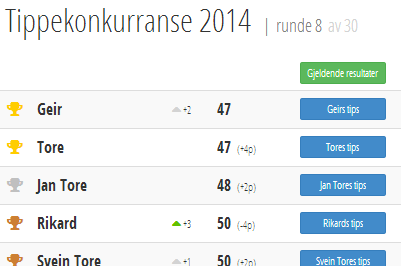 Tippekonkurranse 2014 | runde 8 av 30
Gjeldende resultater
Geir +2 47 Geirs tips
Tore 47 (+4p) Tores tips
Jan Tore 48 (+2p) Jan Tores tips
Rikard +3 50 (-4p) Rikards tips
Svein Tore +1 50 (+2p) Svein Tores tips